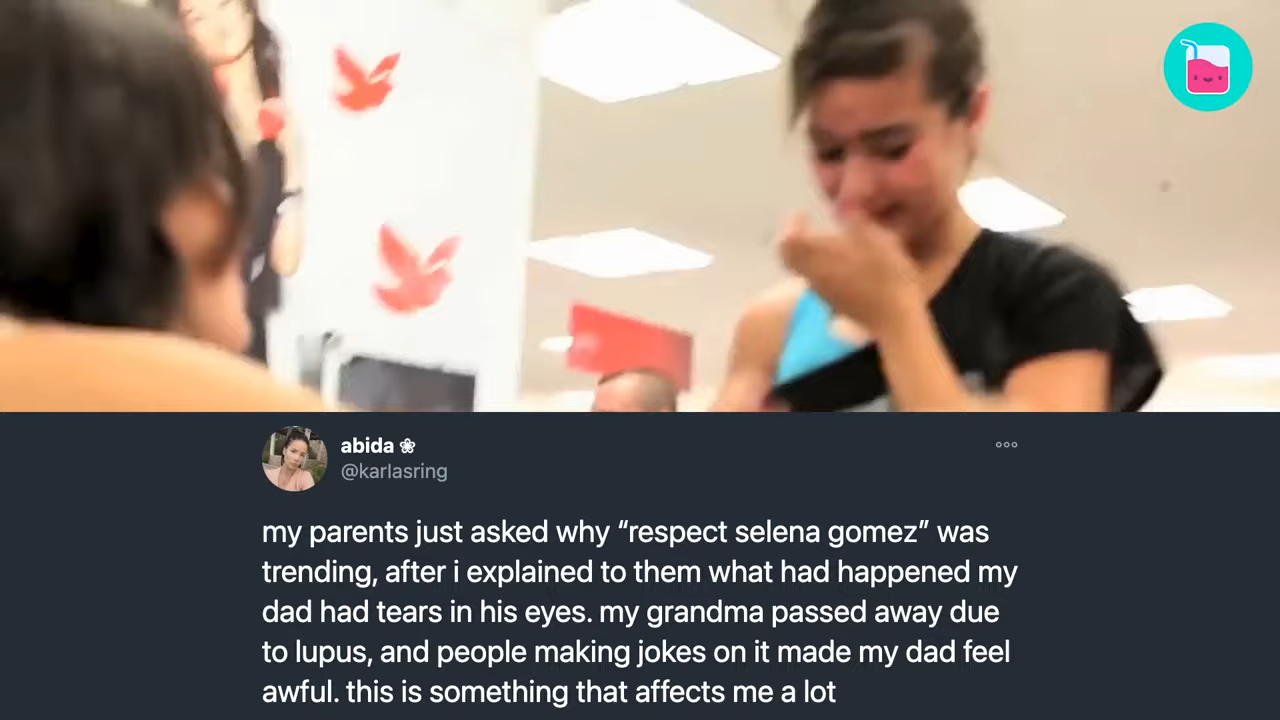 abida ❀
@karlasring
my parents just asked why “respect selena gomez” was
trending, after i explained to them what had happened my
dad had tears in his eyes. my grandma passed away due
to lupus, and people making jokes on it made my dad feel
awful. this is something that affects me a lot